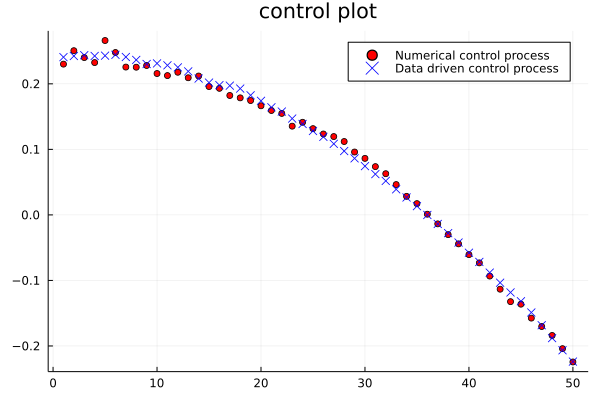 control plot
Numerical control process
Data driven control process
0.2
0.1
0.0
−0.1
−0.2
0 10 20 30 40 50